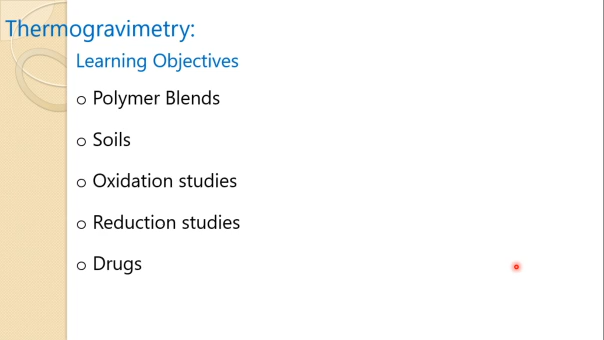 Thermogravimetry:
Learning Objectives
o Polymer Blends
o Soils
o Oxidation studies
o Reduction studies
o Drugs